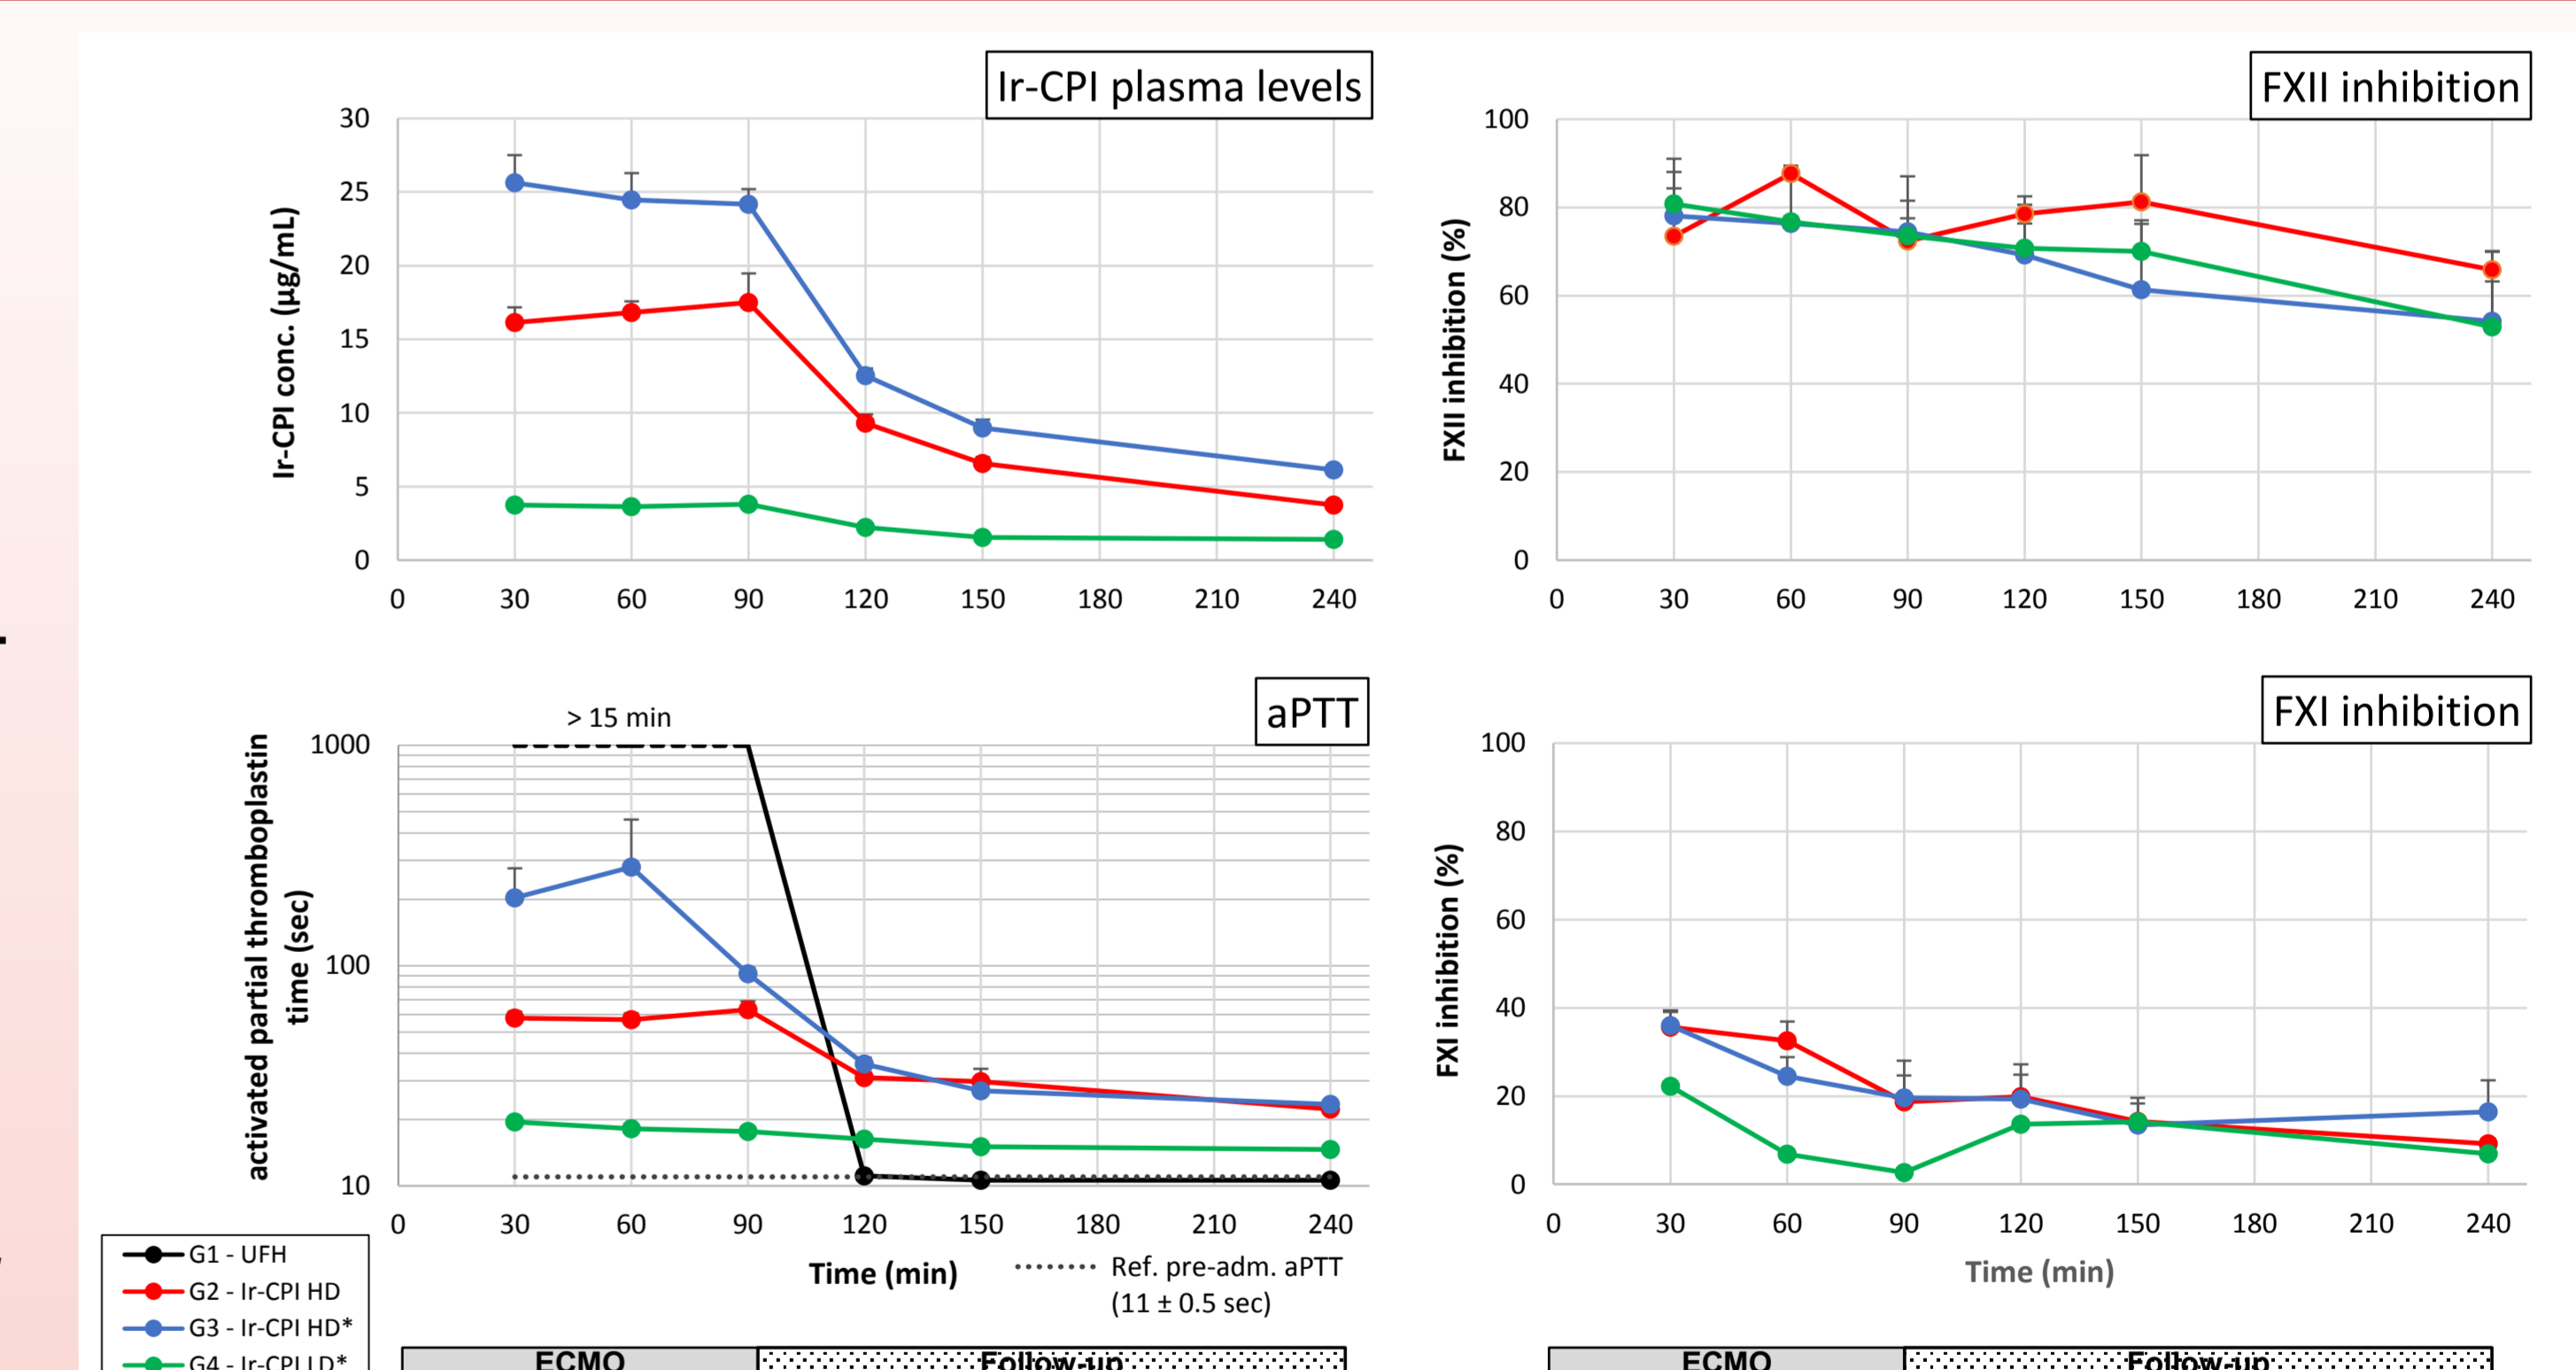 Ir-CPI plasma levels
30
25
20
15
10
5
0
Ir-CPI conc. (µg/mL)
0 30 60 90 120 150 180 210 240
FXII inhibition
100
80
60
40
20
0
FXII inhibition (%)
0 30 60 90 120 150 180 210 240
aPTT
> 15 min
1000
100
10
activated partial thromboplastin
time (sec)
0 30 60 90 120 150 180 210 240
Time (min)
Ref. pre-adm. aPTT
(11 ± 0.5 sec)
FXI inhibition
100
80
60
40
20
0
FXI inhibition (%)
0 30 60 90 120 150 180 210 240
Time (min)
G1 - UFH
G2 - Ir-CPI HD
G3 - Ir-CPI HD*
G4 - Ir-CPI LD*
ECMO Follow-up
ECMO Follow-up